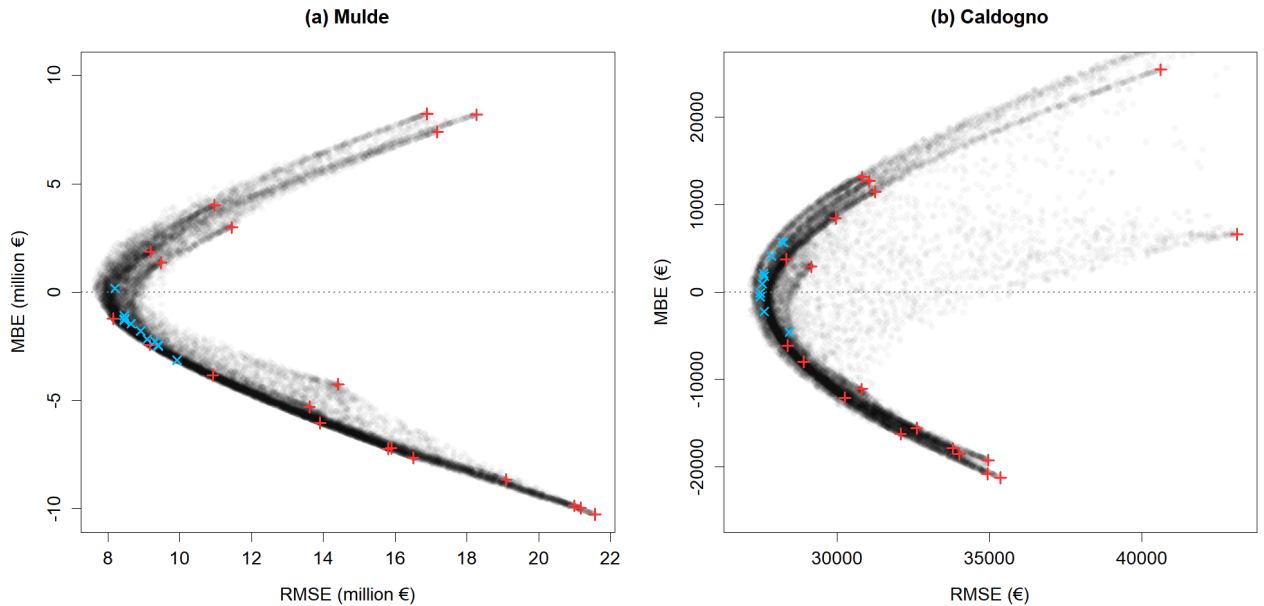 (a) Mulde
MBE (million €)
10
5
0
-5
-10
8 10 12 14 16 18 20 22
RMSE (million €)
(b) Caldogno
MBE (€)
20000
10000
0
-10000
-20000
30000 35000 40000
RMSE (€)